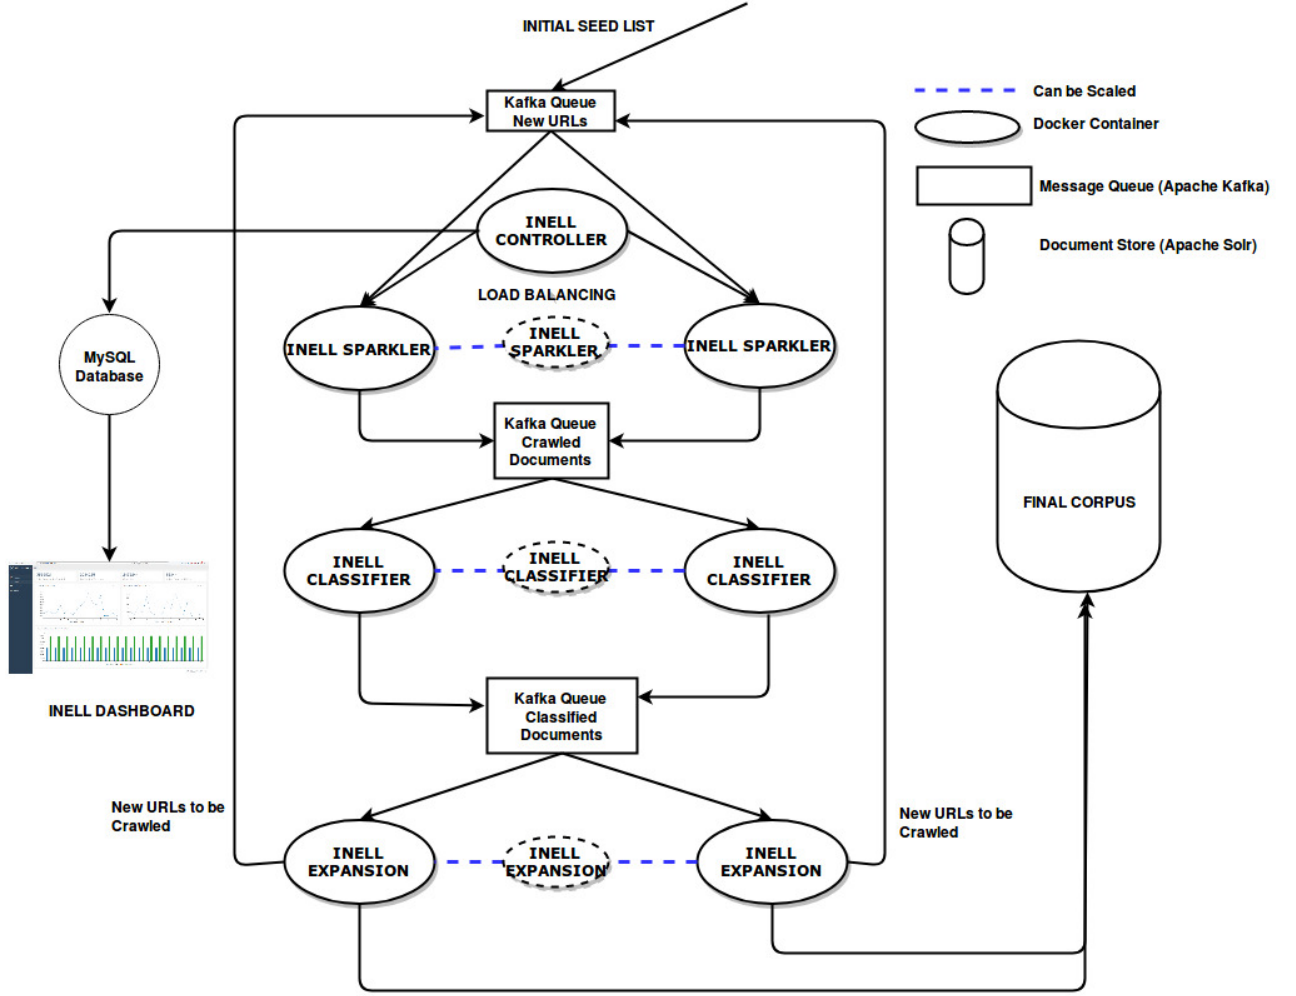 INITIAL SEED LIST
Kafka Queue
New URLs
Can be Scaled
Docker Container
Message Queue (Apache Kafka)
Document Store (Apache Solr)
INELL
CONTROLLER
LOAD BALANCING
INELL SPARKLER
INELL
SPARKLER
INELL SPARKLER
MySQL
Database
Kafka Queue
Crawled
Documents
FINAL CORPUS
INELL
CLASSIFIER
INELL
CLASSIFIER
INELL
CLASSIFIER
INELL DASHBOARD
Kafka Queue
Classified
Documents
New URLs to be
Crawled
New URLs to be
Crawled
INELL
EXPANSION
INELL
EXPANSION
INELL
EXPANSION